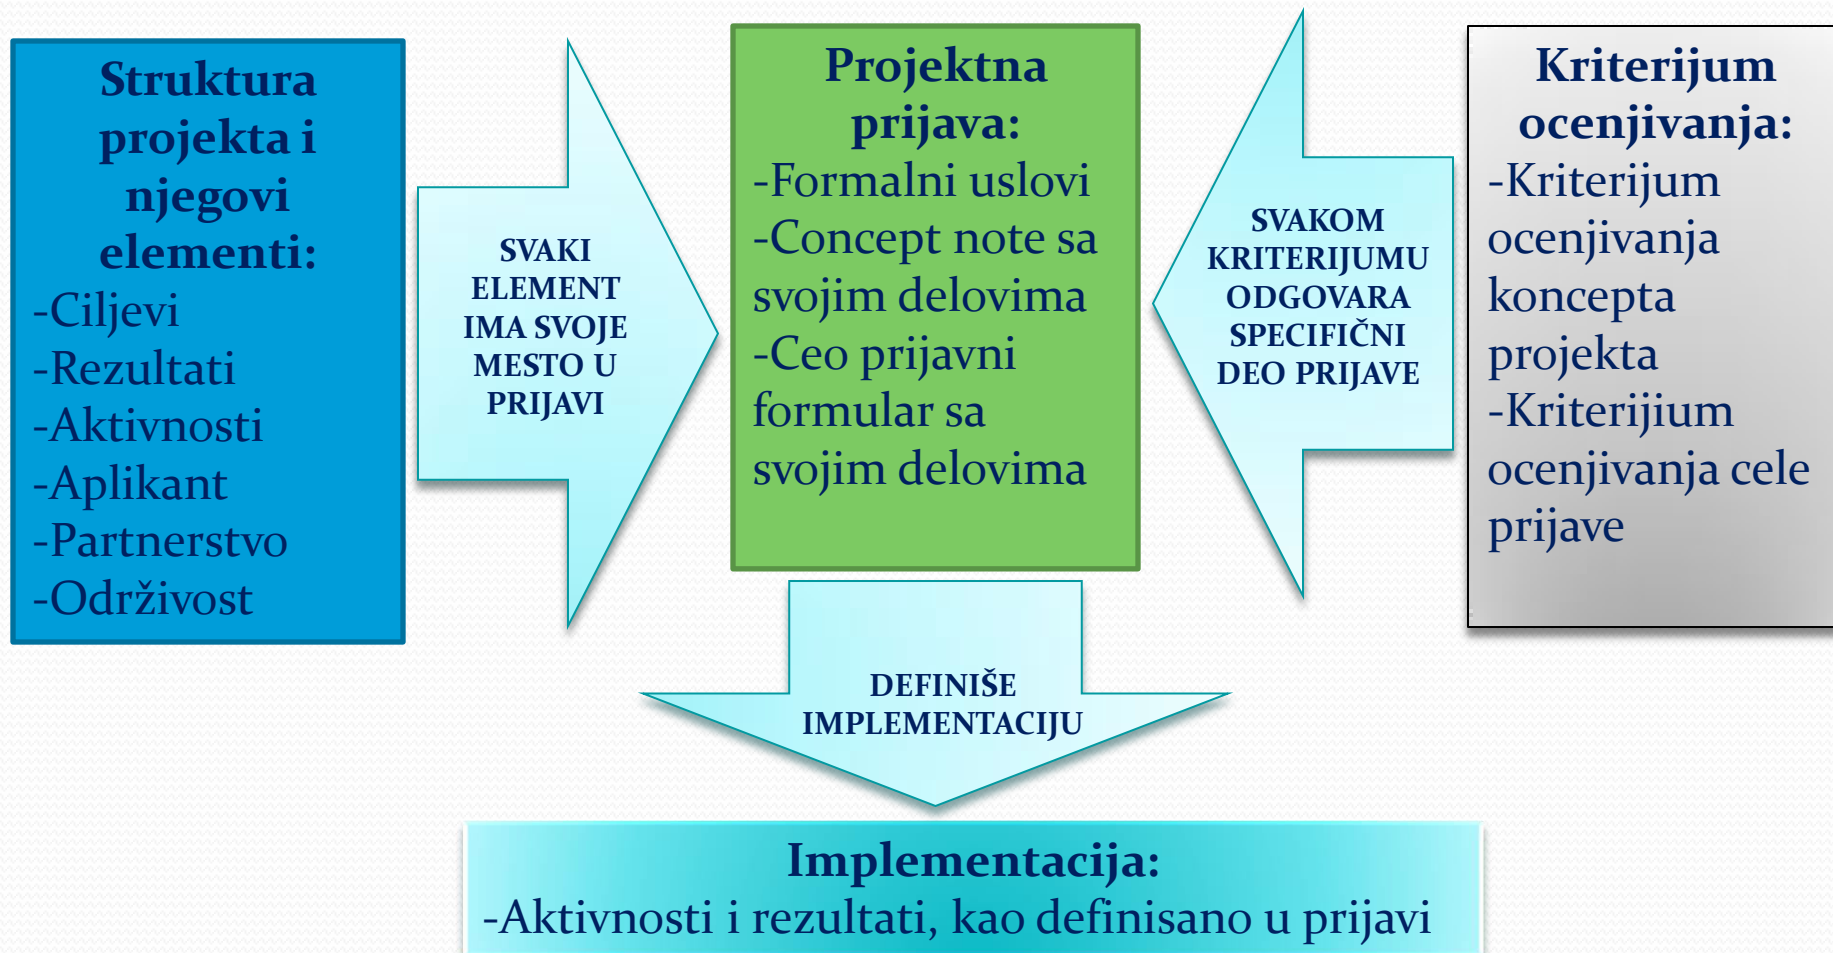 Struktura
projekta i
njegovi
elementi:
-Ciljevi
-Rezultati
-Aktivnosti
-Aplikant
-Partnerstvo
-Održivost
SVAKI
ELEMENT
IMA SVOJE
MESTO U
PRIJAVI
Projektna
prijava:
-Formalni uslovi
-Concept note sa
svojim delovima
-Ceo prijavni
formular sa
svojim delovima
SVAKOM
KRITERIJUMU
ODGOVARA
SPECIFIČNI
DEO PRIJAVE
Kriterijum
ocenjivanja:
-Kriterijum
ocenjivanja
koncepta
projekta
-Kriterijium
ocenjivanja cele
prijave
DEFINIŠE
IMPLEMENTACIJU
Implementacija:
-Aktivnosti i rezultati, kao definisano u prijavi